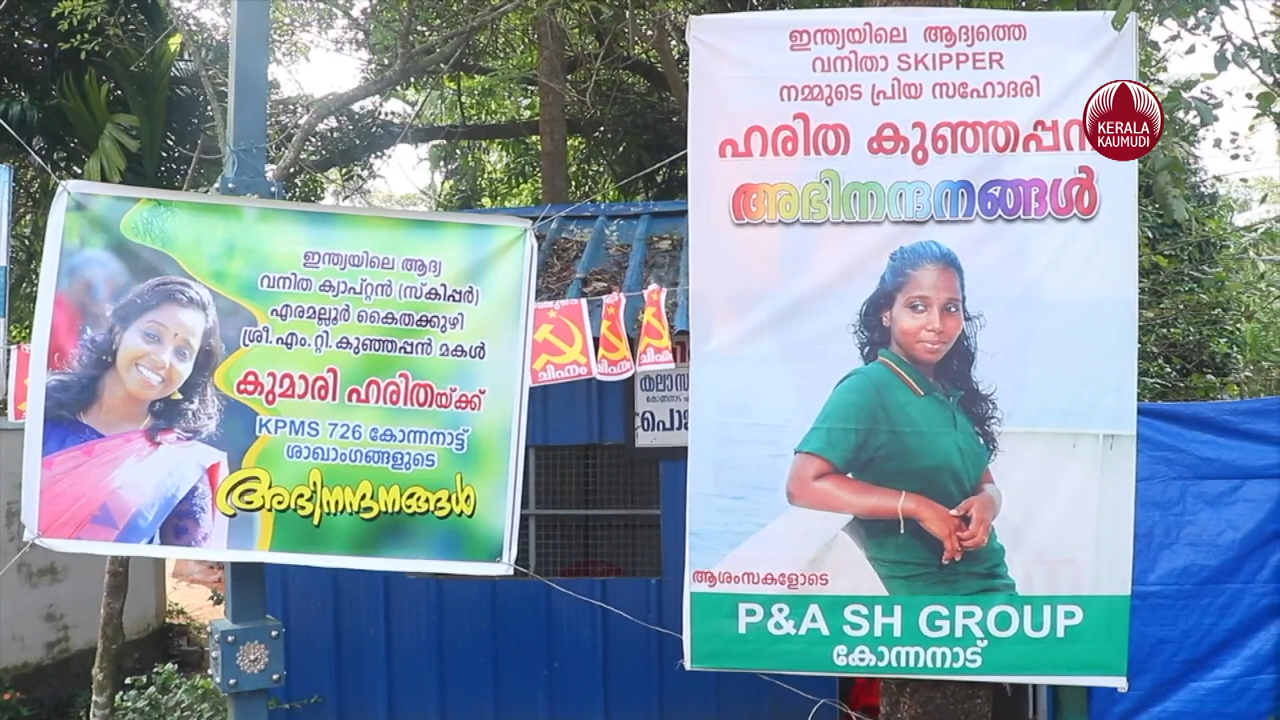 ഇന്ത്യയിലെ ആദ്യ
വനിത ക്യാപ്റ്റൻ (സ്കിപ്പർ)
എരമല്ലൂർ കൈതക്കുഴി
ശ്രീ.എം.റ്റി.കുഞ്ഞപ്പൻ മകൾ
കുമാരി ഹരിതയ്ക്ക്
KPMS 726 കോന്നനാട്ട്
ശാഖാംഗങ്ങളുടെ
അഭിനന്ദനങ്ങൾ
ചിഹ്നം
ചിഹ്നം
ഇന്ത്യയിലെ ആദ്യത്തെ
വനിതാ SKIPPER
നമ്മുടെ പ്രിയ സഹോദരി
ഹരിത കുഞ്ഞപ്പൻ
അഭിനന്ദനങ്ങൾ
ആശംസകളോടെ
P&A SH GROUP
കോന്നനാട്
KERALA
KAUMUDI